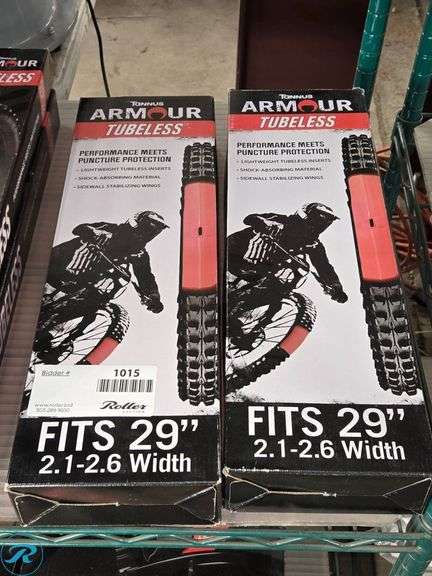 TANNUS
ARMOUR
TUBELESS
PERFORMANCE MEETS
PUNCTURE PROTECTION
• LIGHTWEIGHT TUBELESS INSERTS
• SHOCK-ABSORBING MATERIAL
• SIDEWALL STABILIZING WINGS
Bidder #
1015
Roller
FITS 29”
2.1-2.6 Width
TANNUS
ARMOUR
TUBELESS
PERFORMANCE MEETS
PUNCTURE PROTECTION
• LIGHTWEIGHT TUBELESS INSERTS
• SHOCK-ABSORBING MATERIAL
• SIDEWALL STABILIZING WINGS
FITS 29”
2.1-2.6 Width
MOUR
ELESS
R